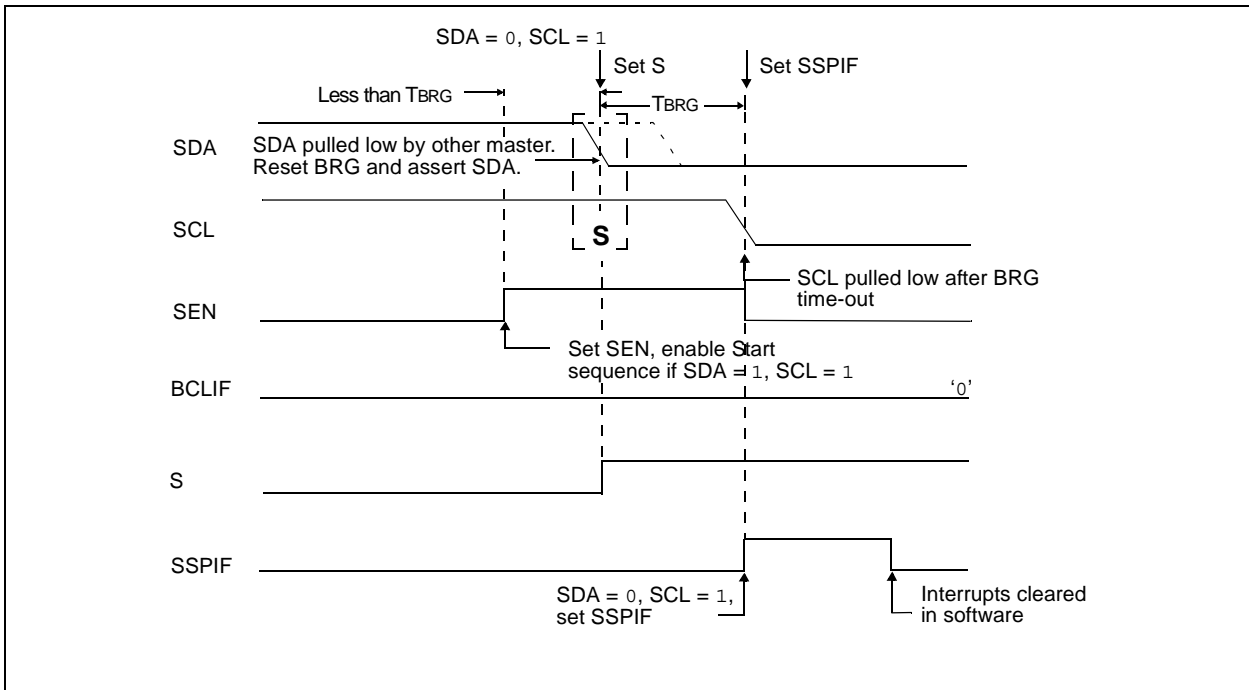 SDA = 0, SCL = 1
Set S
Set SSPIF
Less than TBRG
TBRG
SDA
SDA pulled low by other master.
Reset BRG and assert SDA.
SCL
S
SCL pulled low after BRG
time-out
SEN
Set SEN, enable Start
sequence if SDA = 1, SCL = 1
BCLIF
‘0’
S
SSPIF
SDA = 0, SCL = 1,
set SSPIF
Interrupts cleared
in software